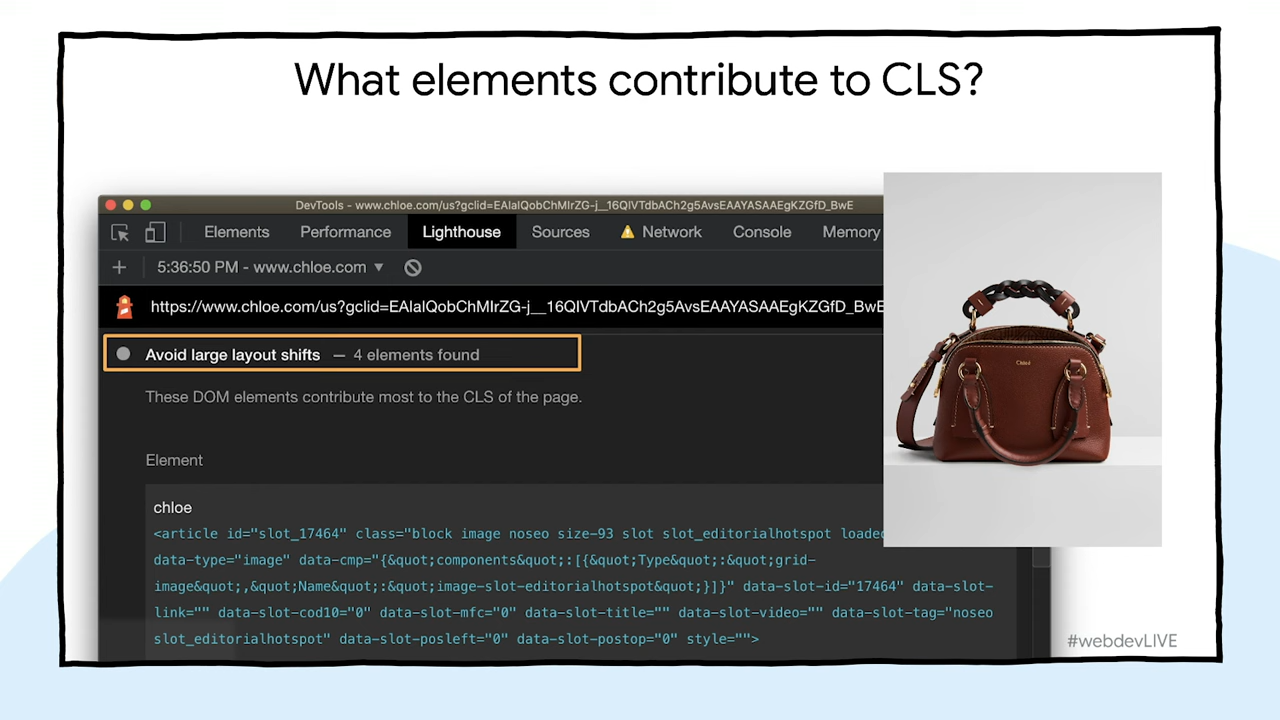 What elements contribute to CLS?
DevTools - www.chloe.com/us?gclid=EAIaIQobChMIrZG-j__16QIVTdbACh2g5AvsEAAYASAAEgKZGfD_BwE
Elements Performance Lighthouse Sources Network Console Memory
+ 5:36:50 PM - www.chloe.com ▼
https://www.chloe.com/us?gclid=EAIaIQobChMIrZG-j__16QIVTdbACh2g5AvsEAAYASAAEgKZGfD_BwE
Avoid large layout shifts — 4 elements found
These DOM elements contribute most to the CLS of the page.
Element
chloe
<article id="slot_17464" class="block image noseo size-93 slot slot_editorialhotspot loaded
data-type="image" data-cmp="{&quot;components&quot;:[{&quot;Type&quot;:&quot;grid-
image&quot;,&quot;Name&quot;:&quot;image-slot-editorialhotspot&quot;}]}" data-slot-id="17464" data-slot-
link="" data-slot-cod10="0" data-slot-mfc="0" data-slot-title="" data-slot-video="" data-slot-tag="noseo
slot_editorialhotspot" data-slot-posleft="0" data-slot-postop="0" style="">
Chloé
#webdevLIVE